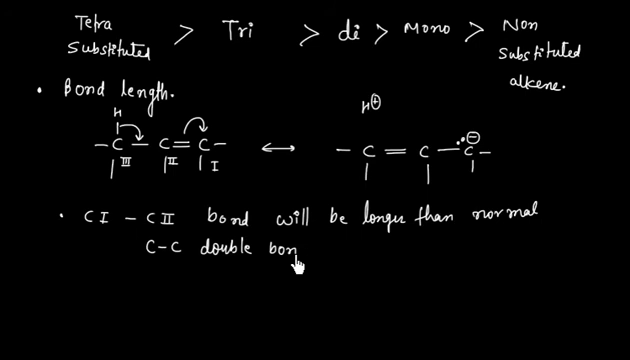 Tetra Substituted > Tri > di > Mono > Non Substituted alkene.
• Bond length.
H H⊕
– C – C = C – ↔ – C = C – C̈⊖ –
III II I
• CI – CII bond will be longer than normal
C–C double bon